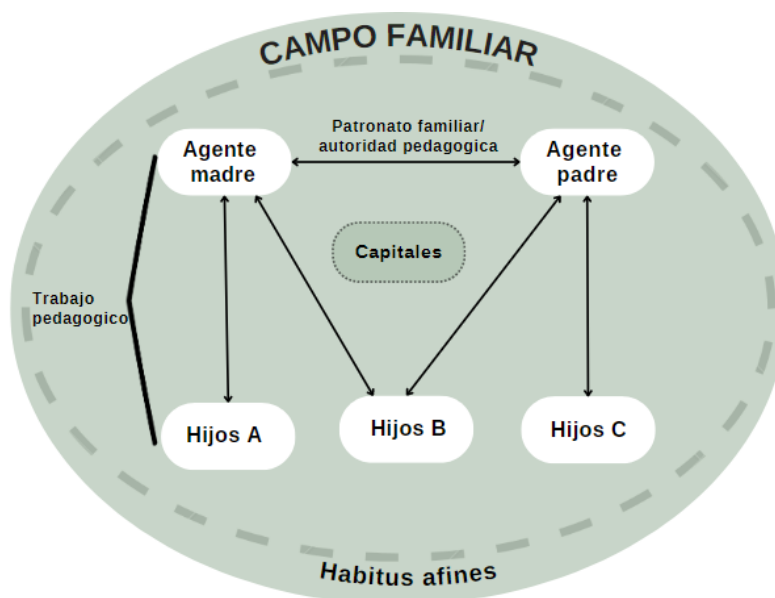 CAMPO FAMILIAR
Patronato familiar/
autoridad pedagogica
Agente
madre
Agente
padre
Capitales
Trabajo
pedagogico
Hijos A
Hijos B
Hijos C
Habitus afines